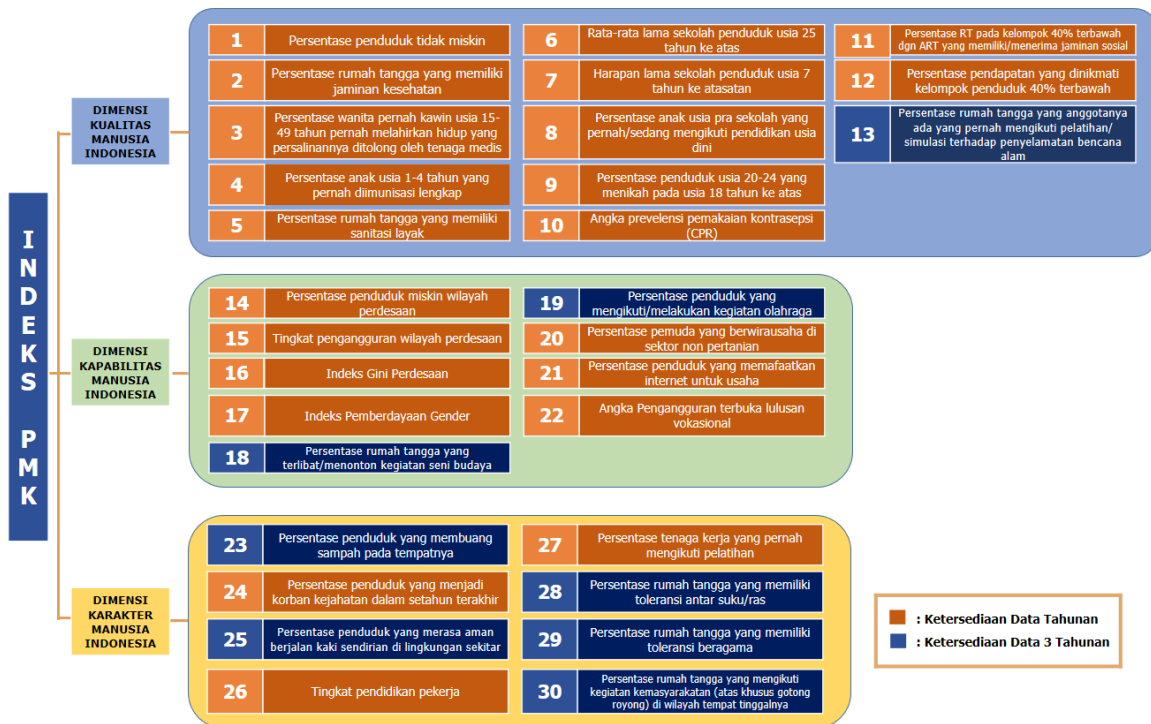 INDEKS PMK
DIMENSI
KUALITAS
MANUSIA
INDONESIA
1
Persentase penduduk tidak miskin
2
Persentase rumah tangga yang memiliki
jaminan kesehatan
3
Persentase wanita pernah kawin usia 15-
49 tahun pernah melahirkan hidup yang
persalinannya ditolong oleh tenaga medis
4
Persentase anak usia 1-4 tahun yang
pernah diimunisasi lengkap
5
Persentase rumah tangga yang memiliki
sanitasi layak
6
Rata-rata lama sekolah penduduk usia 25
tahun ke atas
7
Harapan lama sekolah penduduk usia 7
tahun ke atasatan
8
Persentase anak usia pra sekolah yang
pernah/sedang mengikuti pendidikan usia
dini
9
Persentase penduduk usia 20-24 yang
menikah pada usia 18 tahun ke atas
10
Angka prevelensi pemakaian kontrasepsi
(CPR)
11
Persentase RT pada kelompok 40% terbawah
dgn ART yang memiliki/menerima jaminan sosial
12
Persentase pendapatan yang dinikmati
kelompok penduduk 40% terbawah
13
Persentase rumah tangga yang anggotanya
ada yang pernah mengikuti pelatihan/
simulasi terhadap penyelamatan bencana
alam
DIMENSI
KAPABILITAS
MANUSIA
INDONESIA
14
Persentase penduduk miskin wilayah
perdesaan
15
Tingkat pengangguran wilayah perdesaan
16
Indeks Gini Perdesaan
17
Indeks Pemberdayaan Gender
18
Persentase rumah tangga yang
terlibat/menonton kegiatan seni budaya
19
Persentase penduduk yang
mengikuti/melakukan kegiatan olahraga
20
Persentase pemuda yang berwirausaha di
sektor non pertanian
21
Persentase penduduk yang memafaatkan
internet untuk usaha
22
Angka Pengangguran terbuka lulusan
vokasional
DIMENSI
KARAKTER
MANUSIA
INDONESIA
23
Persentase penduduk yang membuang
sampah pada tempatnya
24
Persentase penduduk yang menjadi
korban kejahatan dalam setahun terakhir
25
Persentase penduduk yang merasa aman
berjalan kaki sendirian di lingkungan sekitar
26
Tingkat pendidikan pekerja
27
Persentase tenaga kerja yang pernah
mengikuti pelatihan
28
Persentase rumah tangga yang memiliki
toleransi antar suku/ras
29
Persentase rumah tangga yang memiliki
toleransi beragama
30
Persentase rumah tangga yang mengikuti
kegiatan kemasyarakatan (atas khusus gotong
royong) di wilayah tempat tinggalnya
: Ketersediaan Data Tahunan
: Ketersediaan Data 3 Tahunan